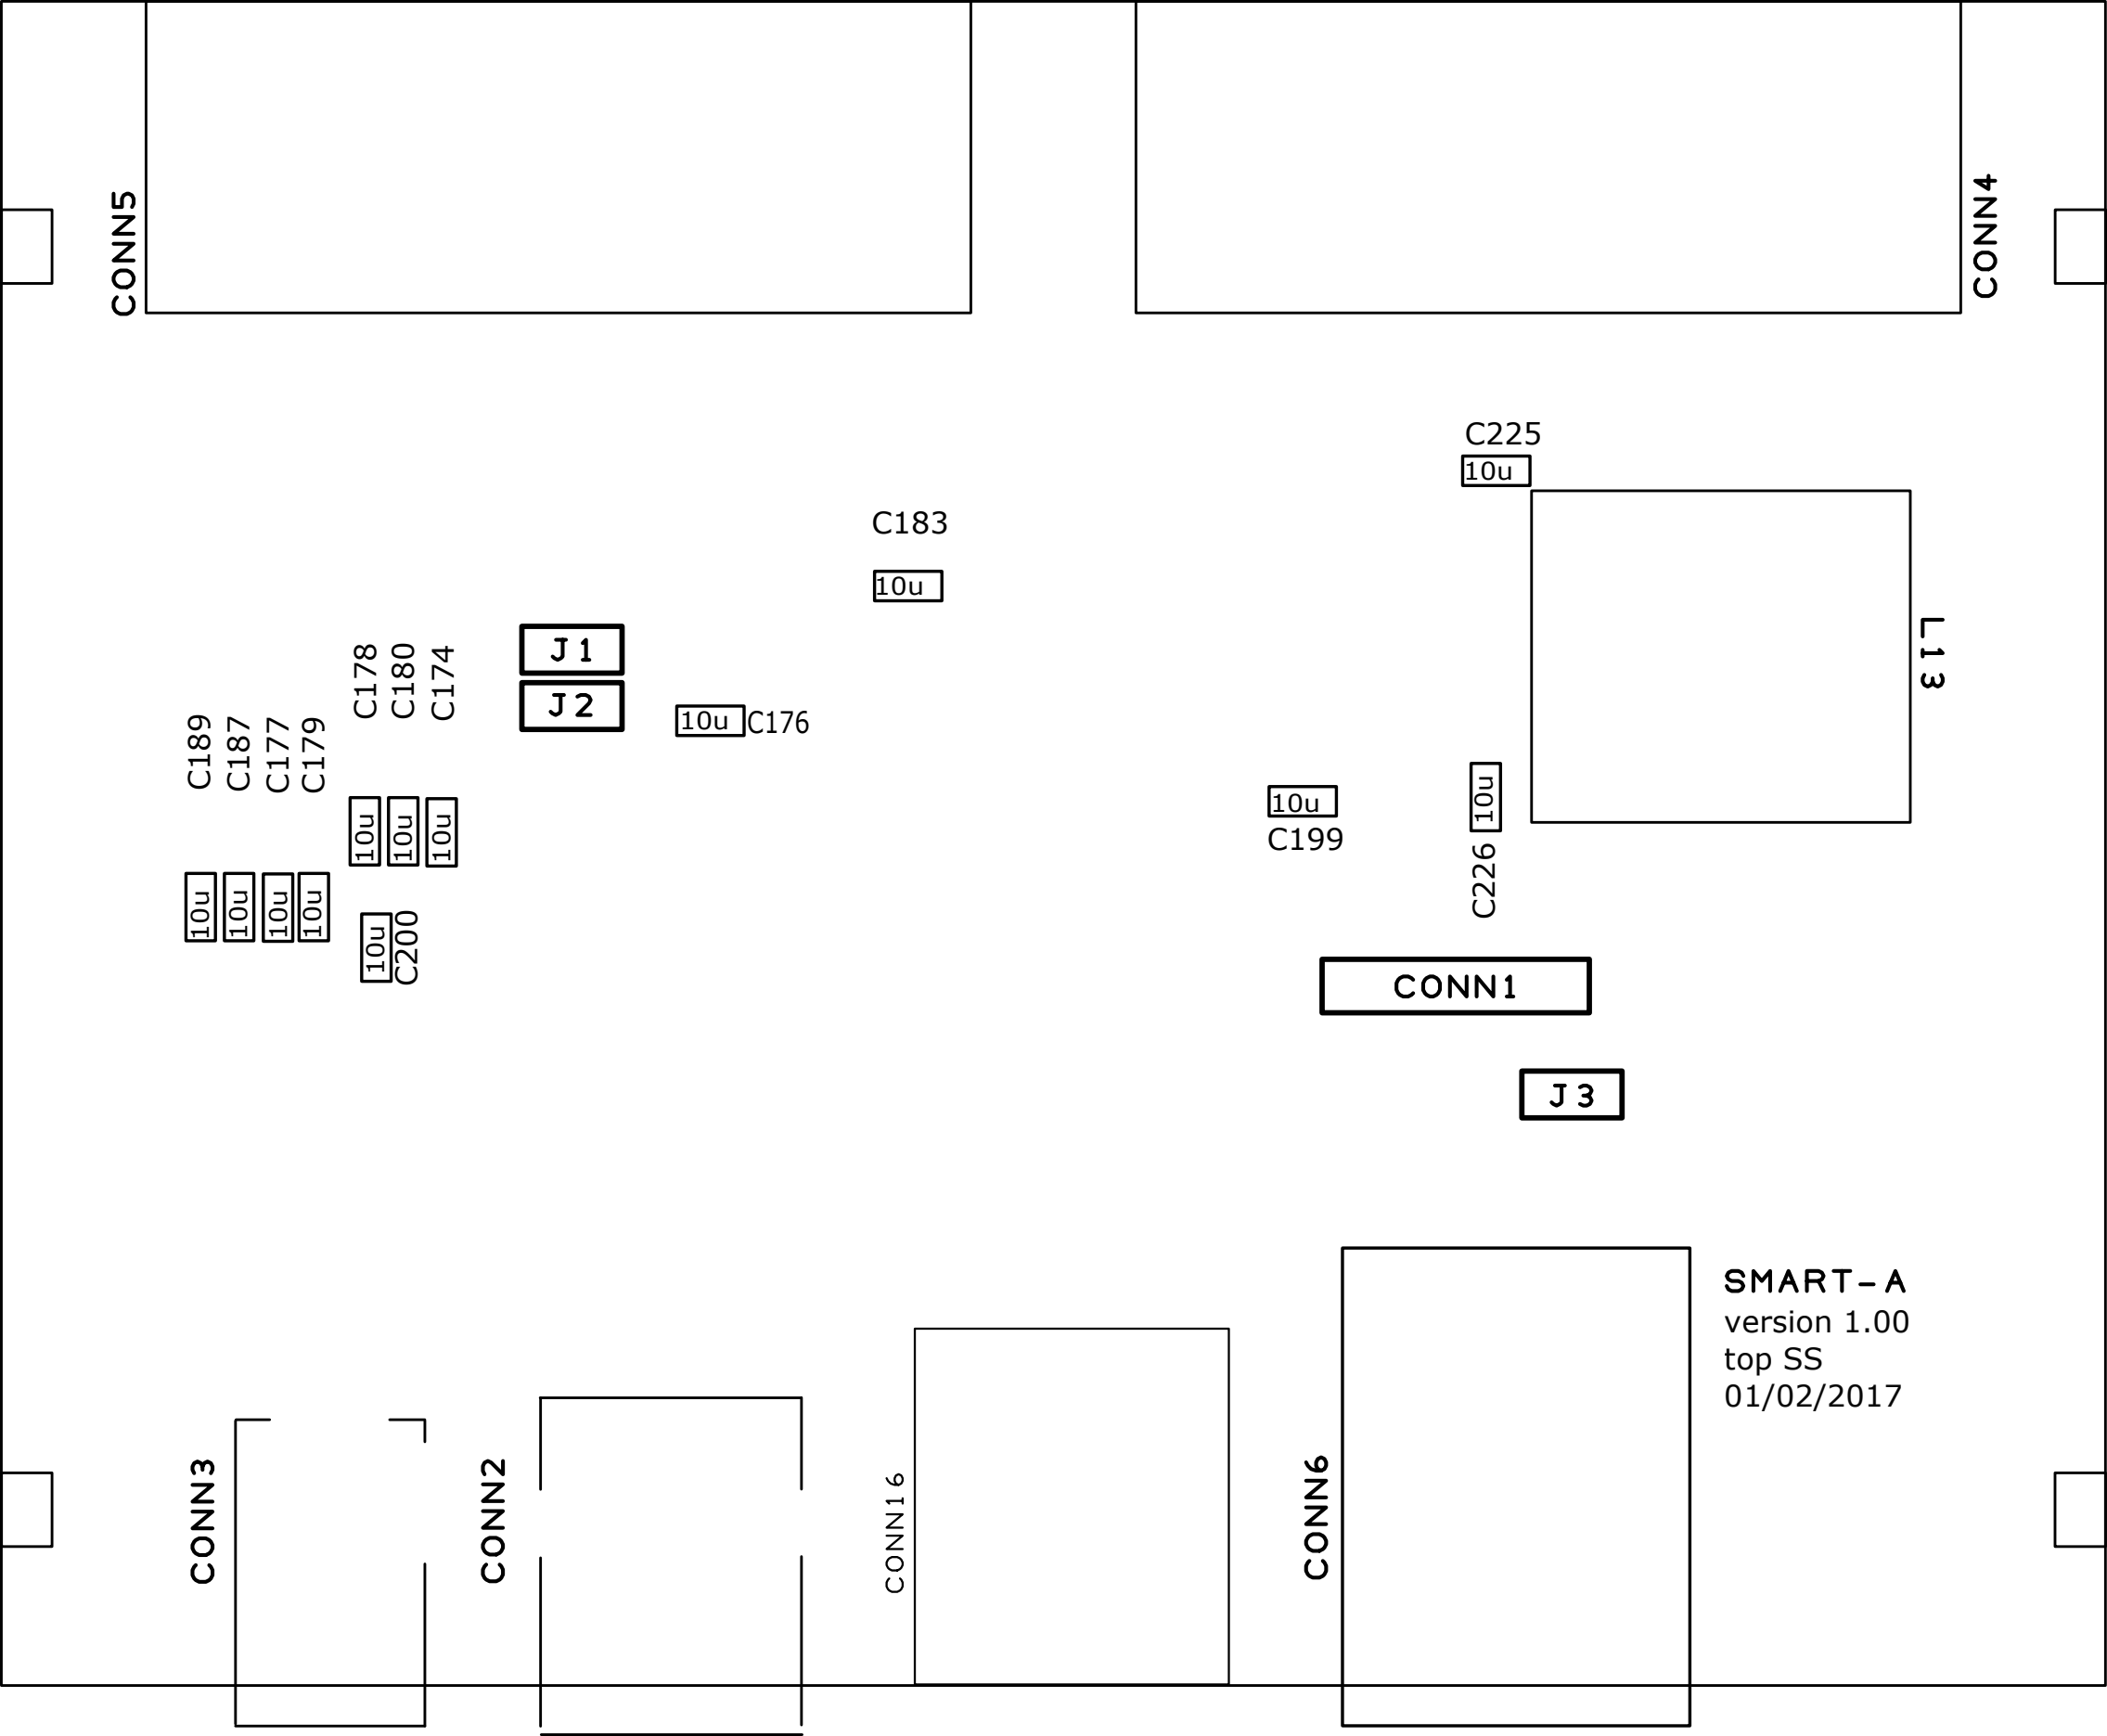 CONN5
CONN4
C225
10u
C183
10u
L13
J1
J2
C178
C180
C174
10u
C176
C189
C187
C177
C179
10u
C199
10u
C226
10u
10u
10u
10u
10u
10u
10u
10u
C200
CONN1
J3
SMART-A
version 1.00
top SS
01/02/2017
CONN3
CONN2
CONN16
CONN6